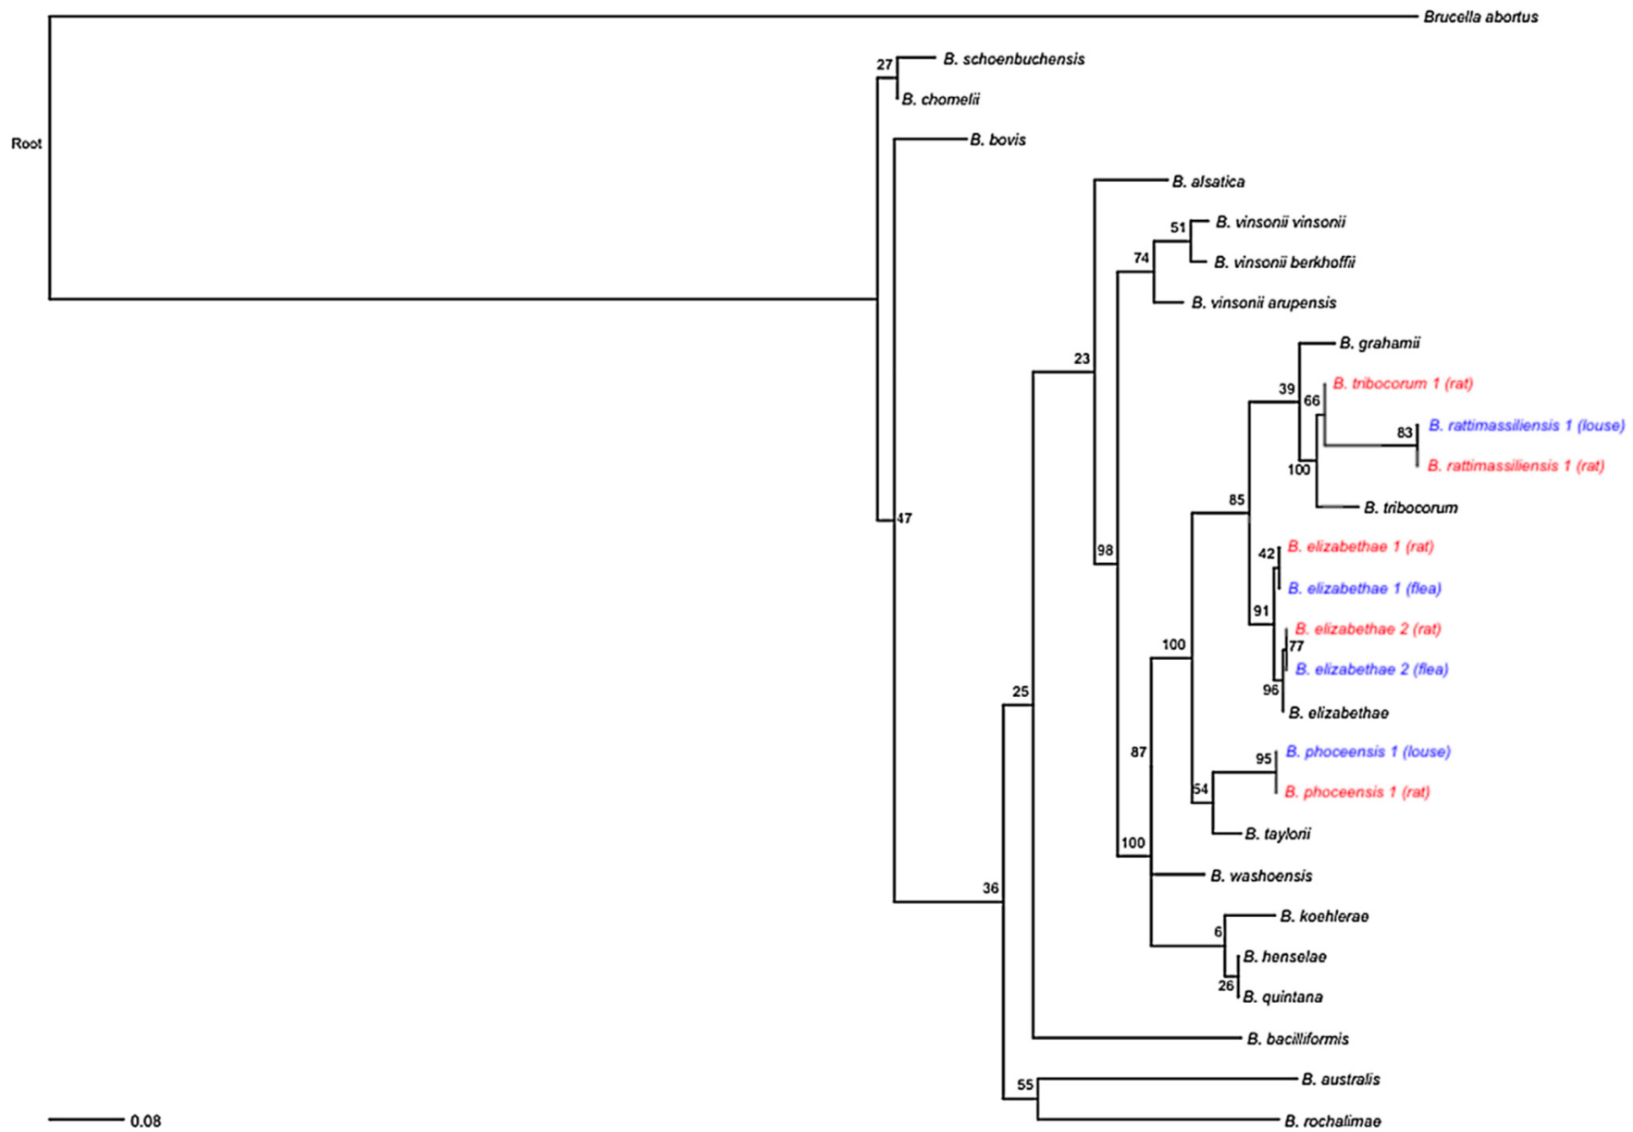 Brucella abortus
27
B. schoenbuchensis
B. chomelii
Root
B. bovis
B. alsatica
51
B. vinsonii vinsonii
74
B. vinsonii berkhoffii
B. vinsonii arupensis
23
B. grahamii
39
66
B. tribocorum 1 (rat)
83
B. rattimassiliensis 1 (louse)
100
B. rattimassiliensis 1 (rat)
85
B. tribocorum
47
98
42
B. elizabethae 1 (rat)
B. elizabethae 1 (flea)
91
B. elizabethae 2 (rat)
100
77
B. elizabethae 2 (flea)
25
96
B. elizabethae
87
95
B. phoceensis 1 (louse)
54
B. phoceensis 1 (rat)
100
B. taylorii
36
B. washoensis
6
B. koehlerae
B. henselae
26
B. quintana
B. bacilliformis
55
B. australis
0.08
B. rochalimae